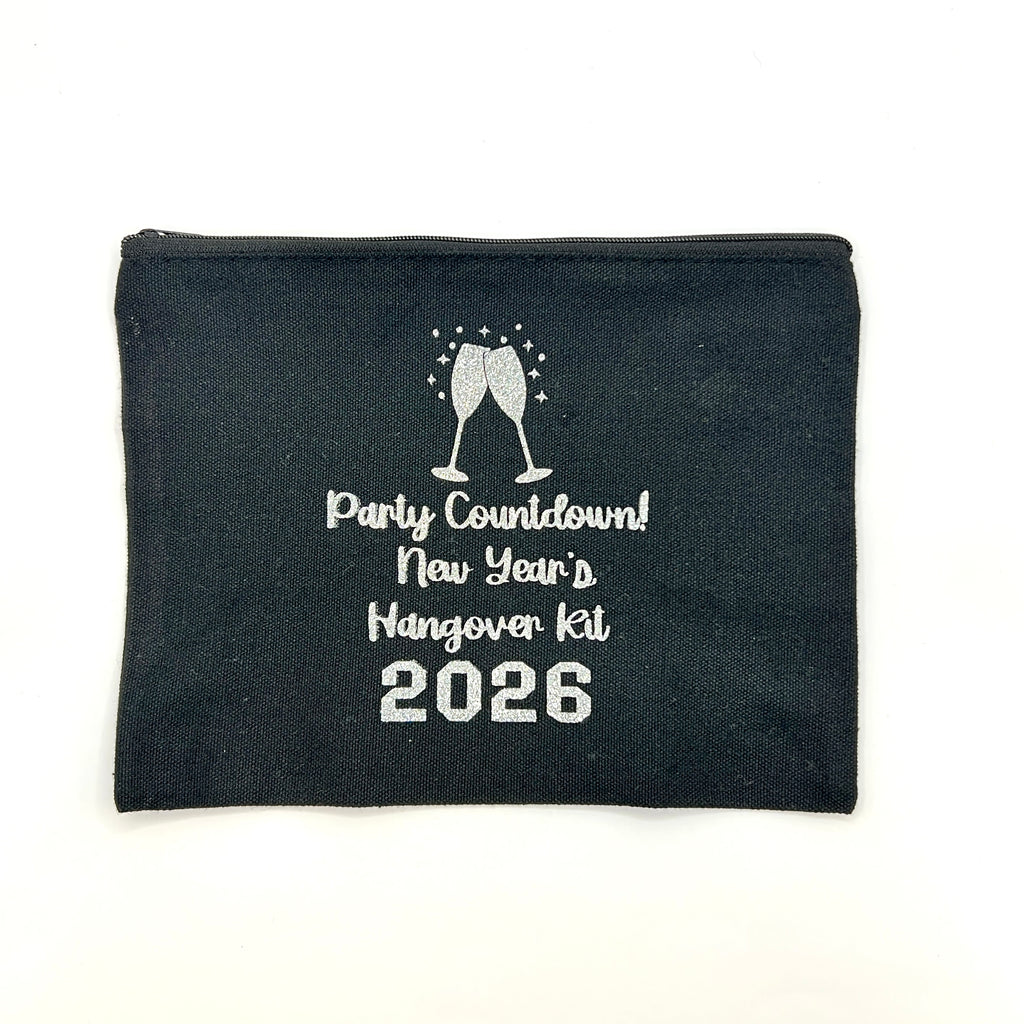 Party Countdown!
New Year's
Hangover Kit
2026